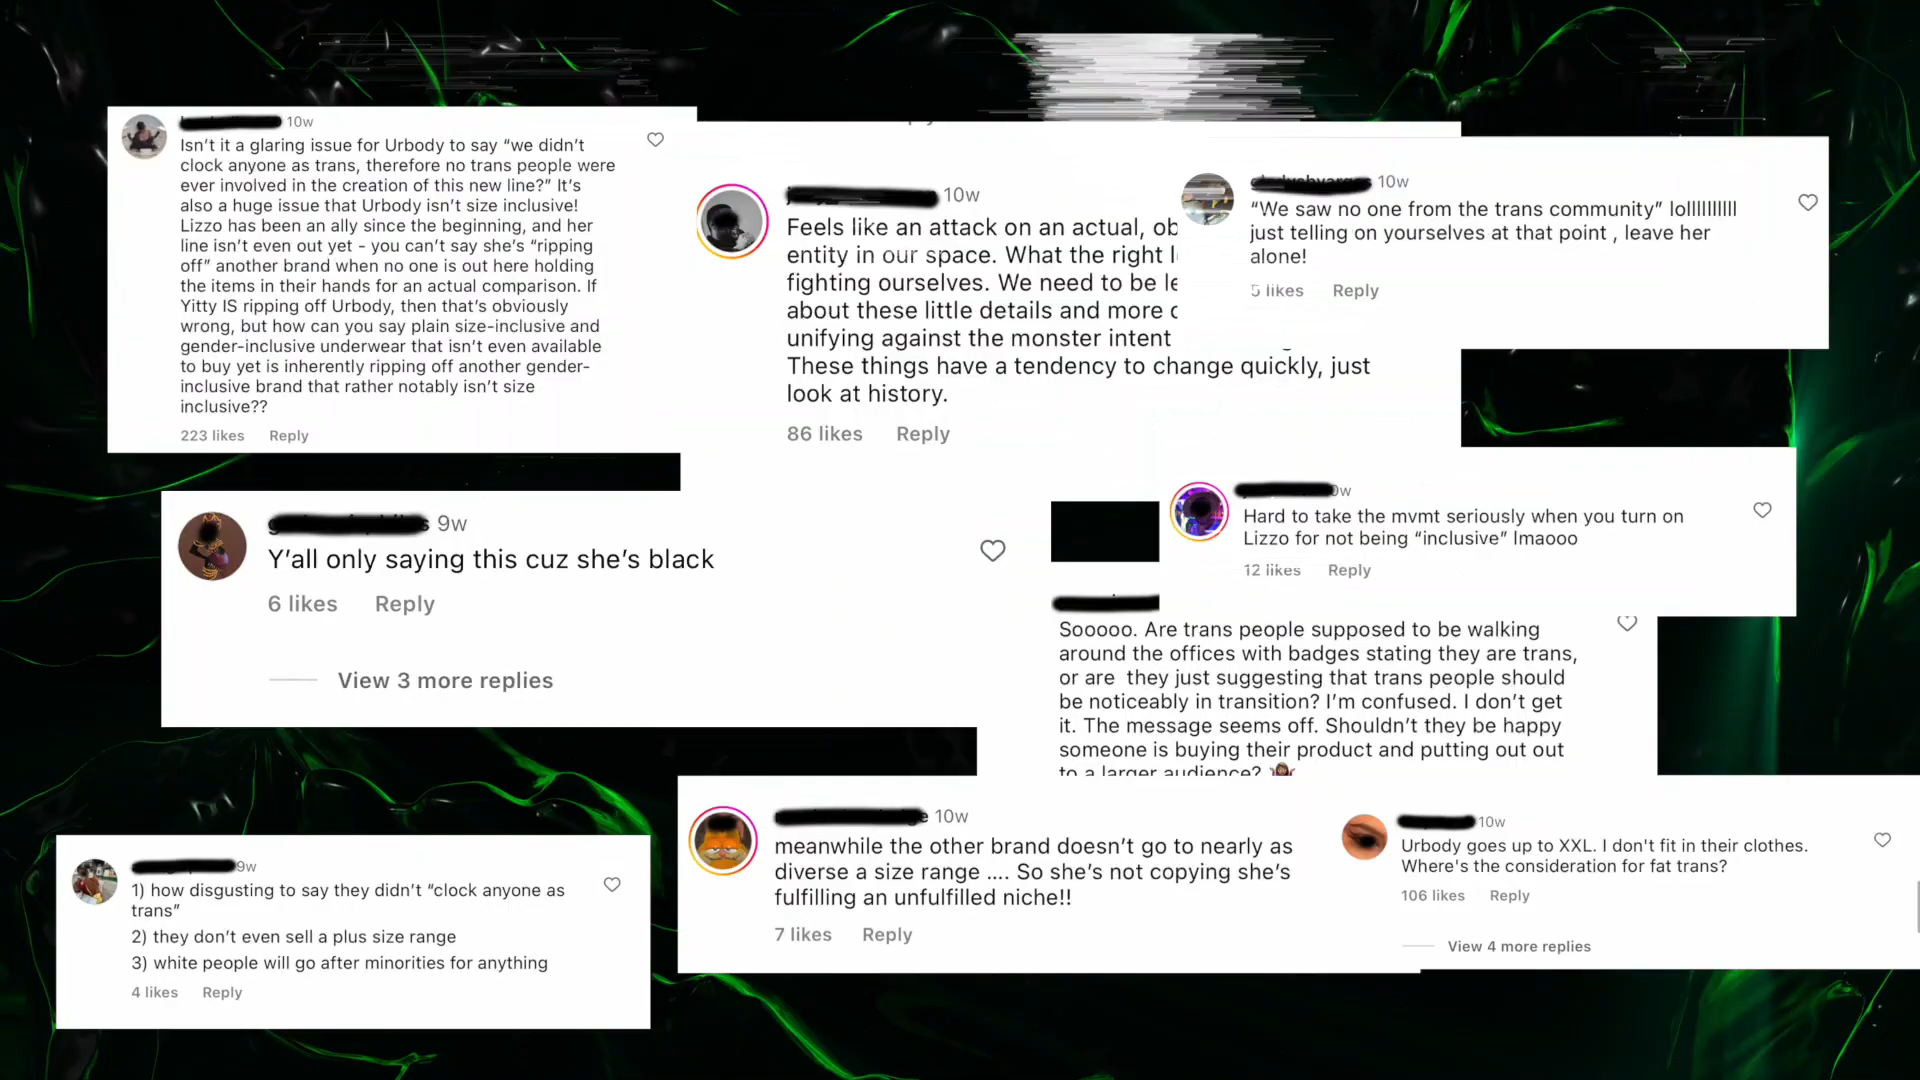 10w
Isn’t it a glaring issue for Urbody to say “we didn’t
clock anyone as trans, therefore no trans people were
ever involved in the creation of this new line?” It’s
also a huge issue that Urbody isn’t size inclusive!
Lizzo has been an ally since the beginning, and her
line isn’t even out yet - you can’t say she’s “ripping
off” another brand when no one is out here holding
the items in their hands for an actual comparison. If
Yitty IS ripping off Urbody, then that’s obviously
wrong, but how can you say plain size-inclusive and
gender-inclusive underwear that isn’t even available
to buy yet is inherently ripping off another gender-
inclusive brand that rather notably isn’t size
inclusive??
223 likes Reply
10w
Feels like an attack on an actual, ob
entity in our space. What the right
fighting ourselves. We need to be le
about these little details and more
unifying against the monster intent
These things have a tendency to change quickly, just
look at history.
86 likes Reply
10w
“We saw no one from the trans community” lolllllllllll
just telling on yourselves at that point , leave her
alone!
5 likes Reply
9w
Y’all only saying this cuz she’s black
6 likes Reply
View 3 more replies
Hard to take the mvmt seriously when you turn on
Lizzo for not being “inclusive” lmaooo
12 likes Reply
Sooooo. Are trans people supposed to be walking
around the offices with badges stating they are trans,
or are  they just suggesting that trans people should
be noticeably in transition? I’m confused. I don’t get
it. The message seems off. Shouldn’t they be happy
someone is buying their product and putting out out
to a larger audience? 🤷🏽‍♀️
9w
1) how disgusting to say they didn’t “clock anyone as
trans”
2) they don’t even sell a plus size range
3) white people will go after minorities for anything
4 likes Reply
10w
meanwhile the other brand doesn’t go to nearly as
diverse a size range .... So she’s not copying she’s
fulfilling an unfulfilled niche!!
7 likes Reply
10w
Urbody goes up to XXL. I don't fit in their clothes.
Where's the consideration for fat trans?
106 likes Reply
View 4 more replies